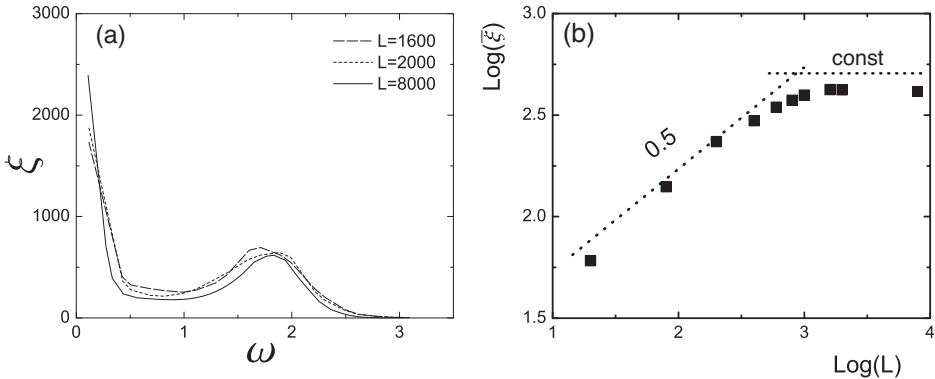 (a)
L=1600
L=2000
L=8000
3000
2000
1000
0
ξ
0 1 2 3
ω
(b)
const
0.5
3.0
2.5
2.0
1.5
Log(ξ̅)
1 2 3 4
Log(L)